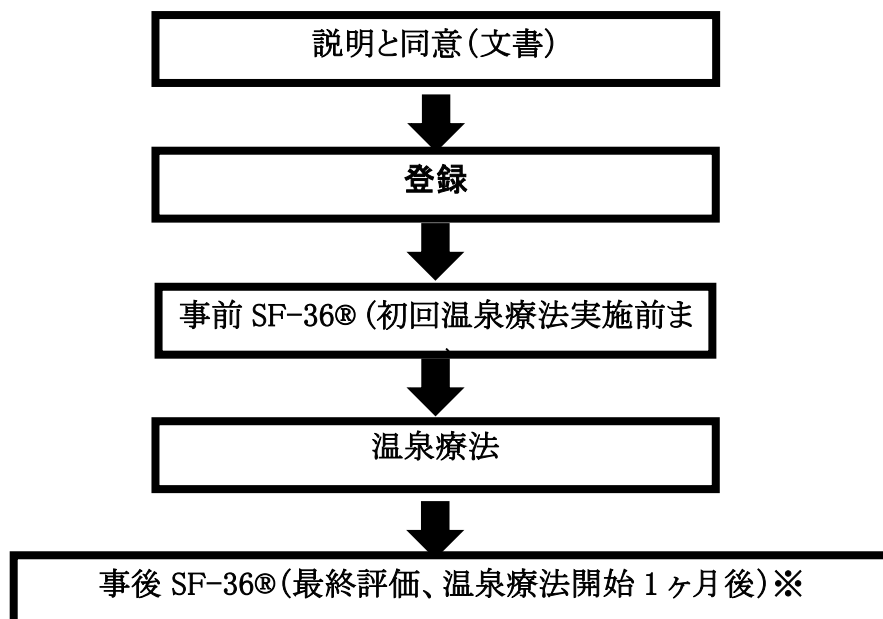 説明と同意（文書）
登録
事前 SF-36®（初回温泉療法実施前ま
温泉療法
事後 SF-36®（最終評価、温泉療法開始 1 ヶ月後）※